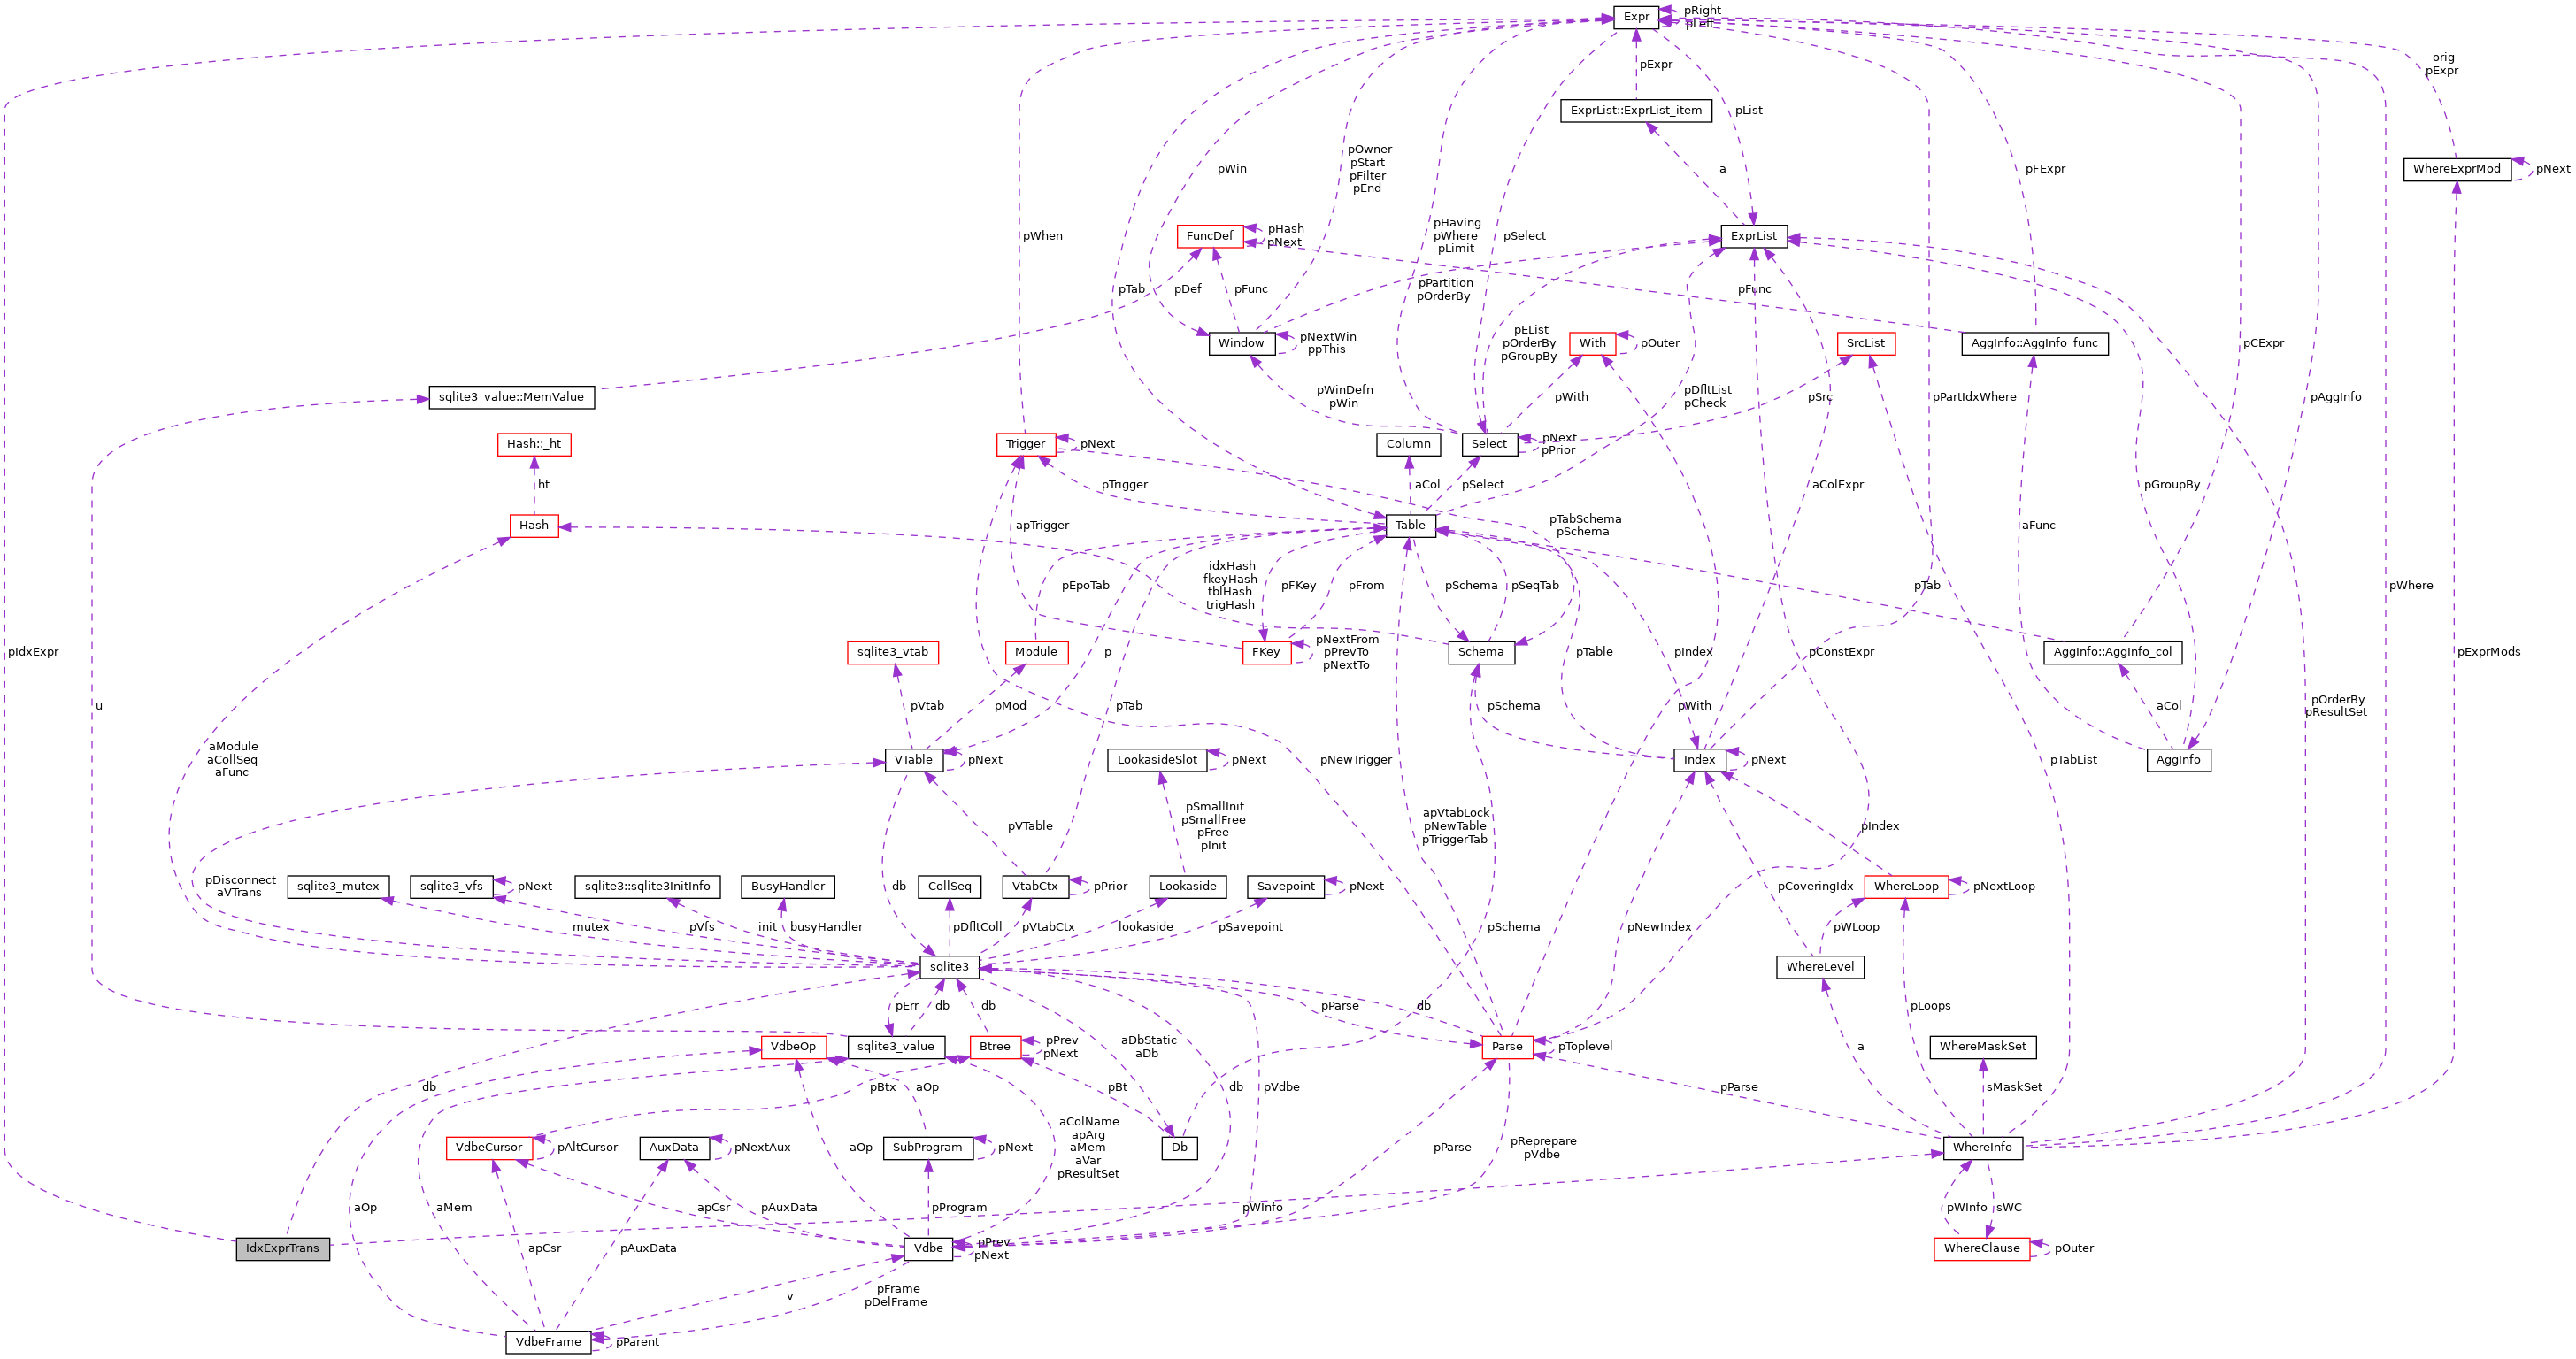 Expr
pRight
pLeft
orig
pExpr
pExpr
ExprList::ExprList_item
pList
pOwner
pStart
pFilter
pEnd
pWin
a
pFExpr
WhereExprMod
pNext
FuncDef
pHash
pNext
pWhen
pHaving
pWhere
pLimit
pSelect
ExprList
pTab
pDef
pFunc
pPartition
pOrderBy
pFunc
Window
pNextWin
ppThis
pEList
pOrderBy
pGroupBy
With
pOuter
SrcList
AggInfo::AggInfo_func
pCExpr
sqlite3_value::MemValue
pWinDefn
pWin
pWith
pDfltList
pCheck
pSrc
pPartIdxWhere
pAggInfo
Hash::_ht
Trigger
pNext
Column
Select
pNext
pPrior
ht
pTrigger
aCol
pSelect
aColExpr
pGroupBy
Hash
apTrigger
Table
pTabSchema
pSchema
aFunc
pEpoTab
idxHash
fkeyHash
tblHash
trigHash
pFKey
pFrom
pSchema
pSeqTab
pTab
pWhere
pIdxExpr
sqlite3_vtab
Module
p
FKey
pNextFrom
pPrevTo
pNextTo
Schema
pTable
pIndex
pConstExpr
AggInfo::AggInfo_col
pExprMods
u
pVtab
pMod
pTab
pSchema
pWith
aCol
pOrderBy
pResultSet
aModule
aCollSeq
aFunc
VTable
pNext
LookasideSlot
pNext
pNewTrigger
Index
pNext
pTabList
AggInfo
pVTable
pSmallInit
pSmallFree
pFree
pInit
apVtabLock
pNewTable
pTriggerTab
pIndex
pDisconnect
aVTrans
sqlite3_mutex
sqlite3_vfs
pNext
sqlite3::sqlite3InitInfo
BusyHandler
db
CollSeq
VtabCtx
pPrior
Lookaside
Savepoint
pNext
pCoveringIdx
WhereLoop
pNextLoop
mutex
pVfs
init
busyHandler
pDfltColl
pVtabCtx
lookaside
pSavepoint
pSchema
pNewIndex
pWLoop
sqlite3
WhereLevel
pErr
db
db
pParse
db
pLoops
VdbeOp
sqlite3_value
Btree
pPrev
pNext
aDbStatic
aDb
Parse
pToplevel
a
WhereMaskSet
db
pBtx
aOp
pBt
db
pVdbe
pParse
sMaskSet
VdbeCursor
pAltCursor
AuxData
pNextAux
aOp
SubProgram
pNext
aColName
apArg
aMem
aVar
pResultSet
Db
pParse
pReprepare
pVdbe
WhereInfo
aOp
aMem
apCsr
pAuxData
pProgram
pWInfo
pWInfo
sWC
IdxExprTrans
apCsr
pAuxData
Vdbe
pPrev
pNext
WhereClause
pOuter
v
pFrame
pDelFrame
VdbeFrame
pParent